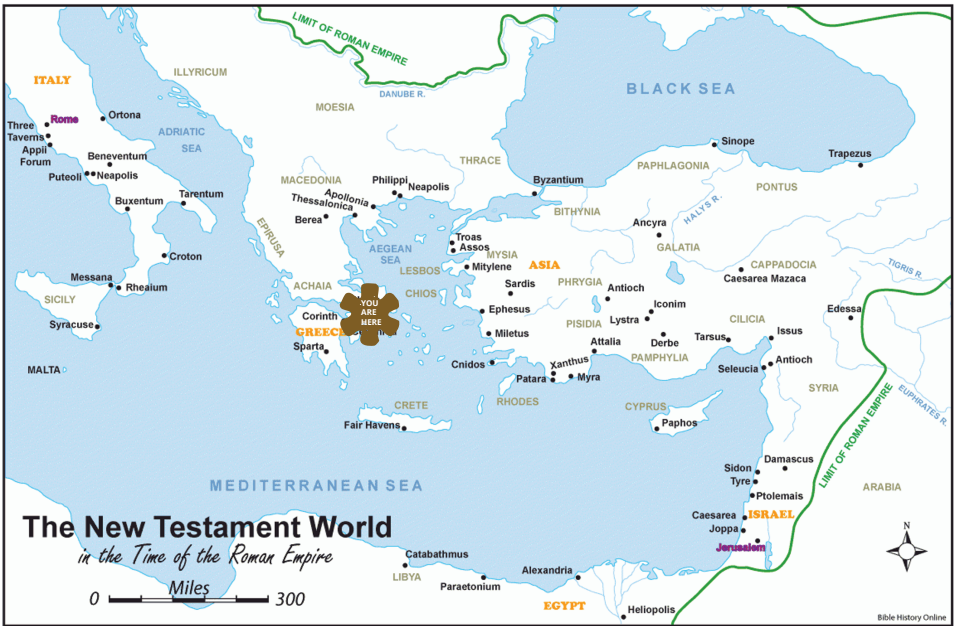 LIMIT OF ROMAN EMPIRE
ITALY
ILLYRICUM
DANUBE R.
BLACK SEA
MOESIA
Rome
Ortona
Three
Taverns
Appii
Forum
ADRIATIC
SEA
Beneventum
Puteoli
Neapolis
Buxentum
Tarentum
Croton
Messana
Rheaium
SICILY
Syracuse
MALTA
THRACE
MACEDONIA
Philippi
Neapolis
Apollonia
Thessalonica
Berea
EPIRUSA
AEGEAN
SEA
LESBOS
CHIOS
ACHAIA
Corinth
GREECE
Sparta
YOU
ARE
HERE
Byzantium
BITHYNIA
Sinope
PAPHLAGONIA
Trapezus
PONTUS
HALYS R.
Ancyra
GALATIA
Troas
Assos
MYSIA
Mitylene
ASIA
Sardis
PHRYGIA
Antioch
CAPPADOCIA
Caesarea Mazaca
TIGRIS R.
Ephesus
Iconim
Lystra
Edessa
Miletus
PISIDIA
Derbe
CILICIA
Tarsus
Issus
Attalia
PAMPHYLIA
Cnidos
Xanthus
Patara
Myra
Seleucia
Antioch
SYRIA
EUPHRATES R.
RHODES
CRETE
Fair Havens
CYPRUS
Paphos
LIMIT OF ROMAN EMPIRE
Damascus
Sidon
Tyre
Ptolemais
ARABIA
MEDITERRANEAN SEA
Caesarea
ISRAEL
Joppa
Jerusalem
The New Testament World
in the Time of the Roman Empire
Miles
0 300
Catabathmus
LIBYA
Paraetonium
Alexandria
EGYPT
Heliopolis
N
Bible History Online